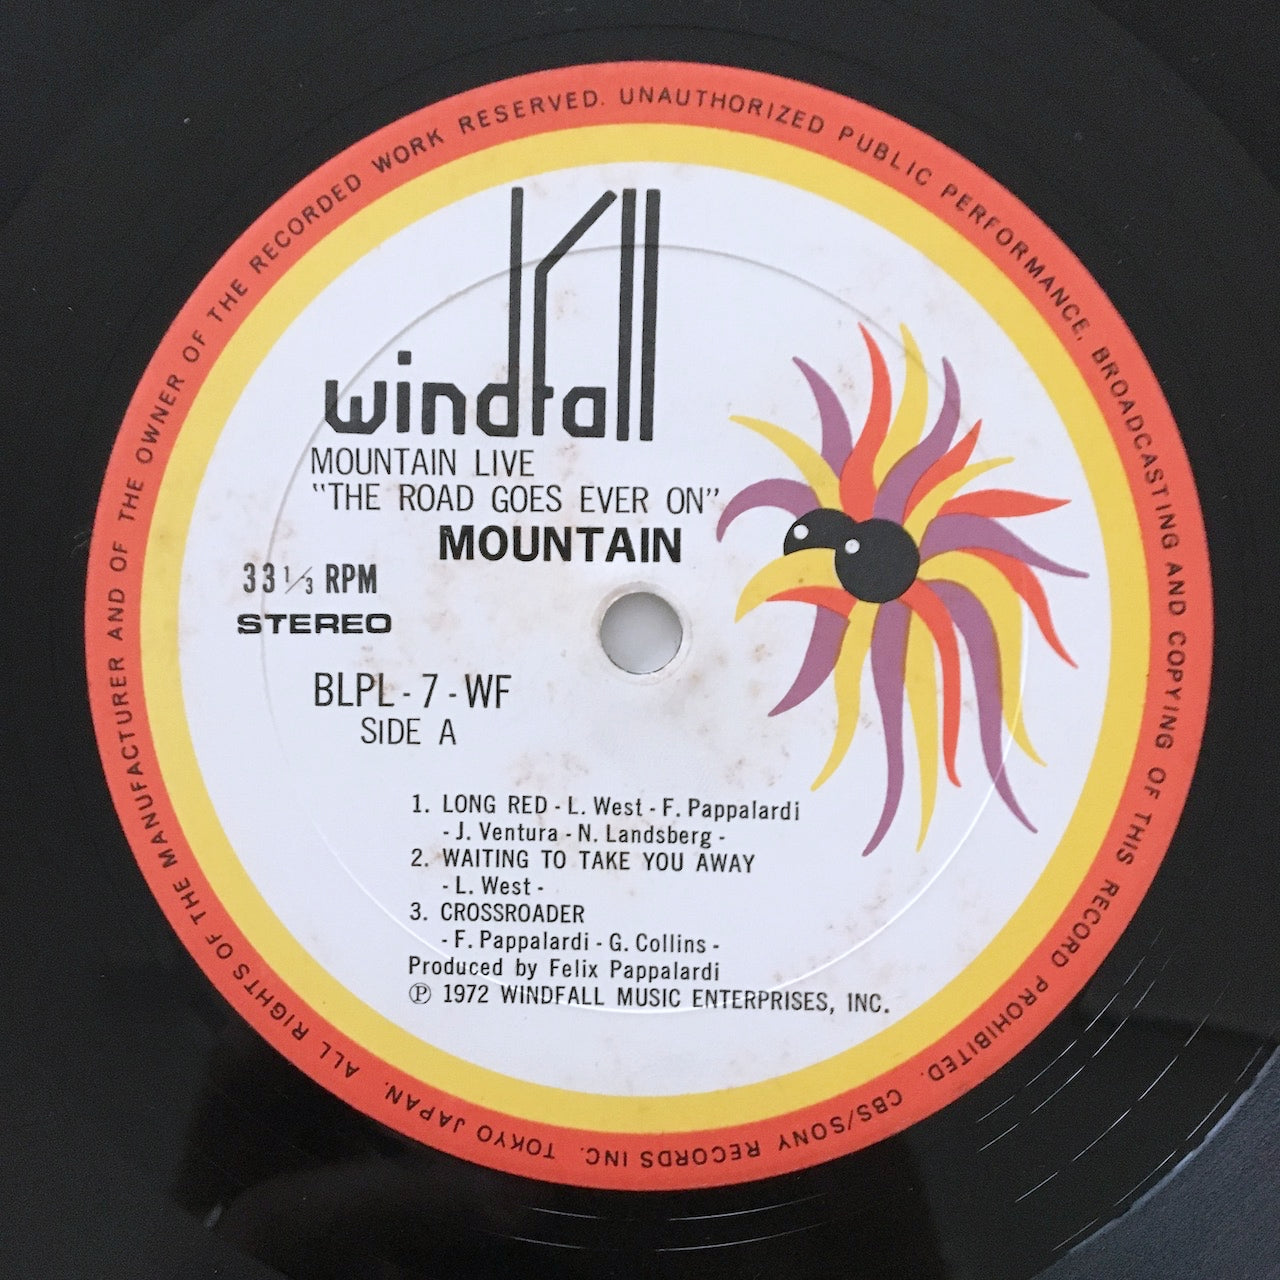 windfall
MOUNTAIN LIVE
"THE ROAD GOES EVER ON"
MOUNTAIN
33 1/3 RPM
STEREO
BLPL - 7 - WF
SIDE A
1. LONG RED - L. West - F. Pappalardi
- J. Ventura - N. Landsberg -
2. WAITING TO TAKE YOU AWAY
- L. West -
3. CROSSROADER
- F. Pappalardi - G. Collins -
Produced by Felix Pappalardi
℗ 1972 WINDFALL MUSIC ENTERPRISES, INC.
ALL RIGHTS OF THE MANUFACTURER AND OF THE OWNER OF THE RECORDED WORK RESERVED. UNAUTHORIZED PUBLIC PERFORMANCE, BROADCASTING AND COPYING OF THIS RECORD PROHIBITED. CBS/SONY RECORDS INC. TOKYO JAPAN.